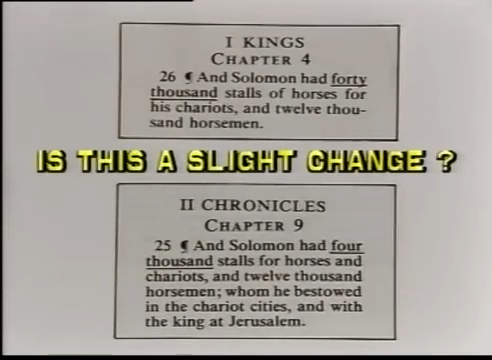 I KINGS
CHAPTER 4
26 ¶ And Solomon had forty
thousand stalls of horses for
his chariots, and twelve thou-
sand horsemen.
IS THIS A SLIGHT CHANGE ?
II CHRONICLES
CHAPTER 9
25 ¶ And Solomon had four
thousand stalls for horses and
chariots, and twelve thousand
horsemen; whom he bestowed
in the chariot cities, and with
the king at Jerusalem.